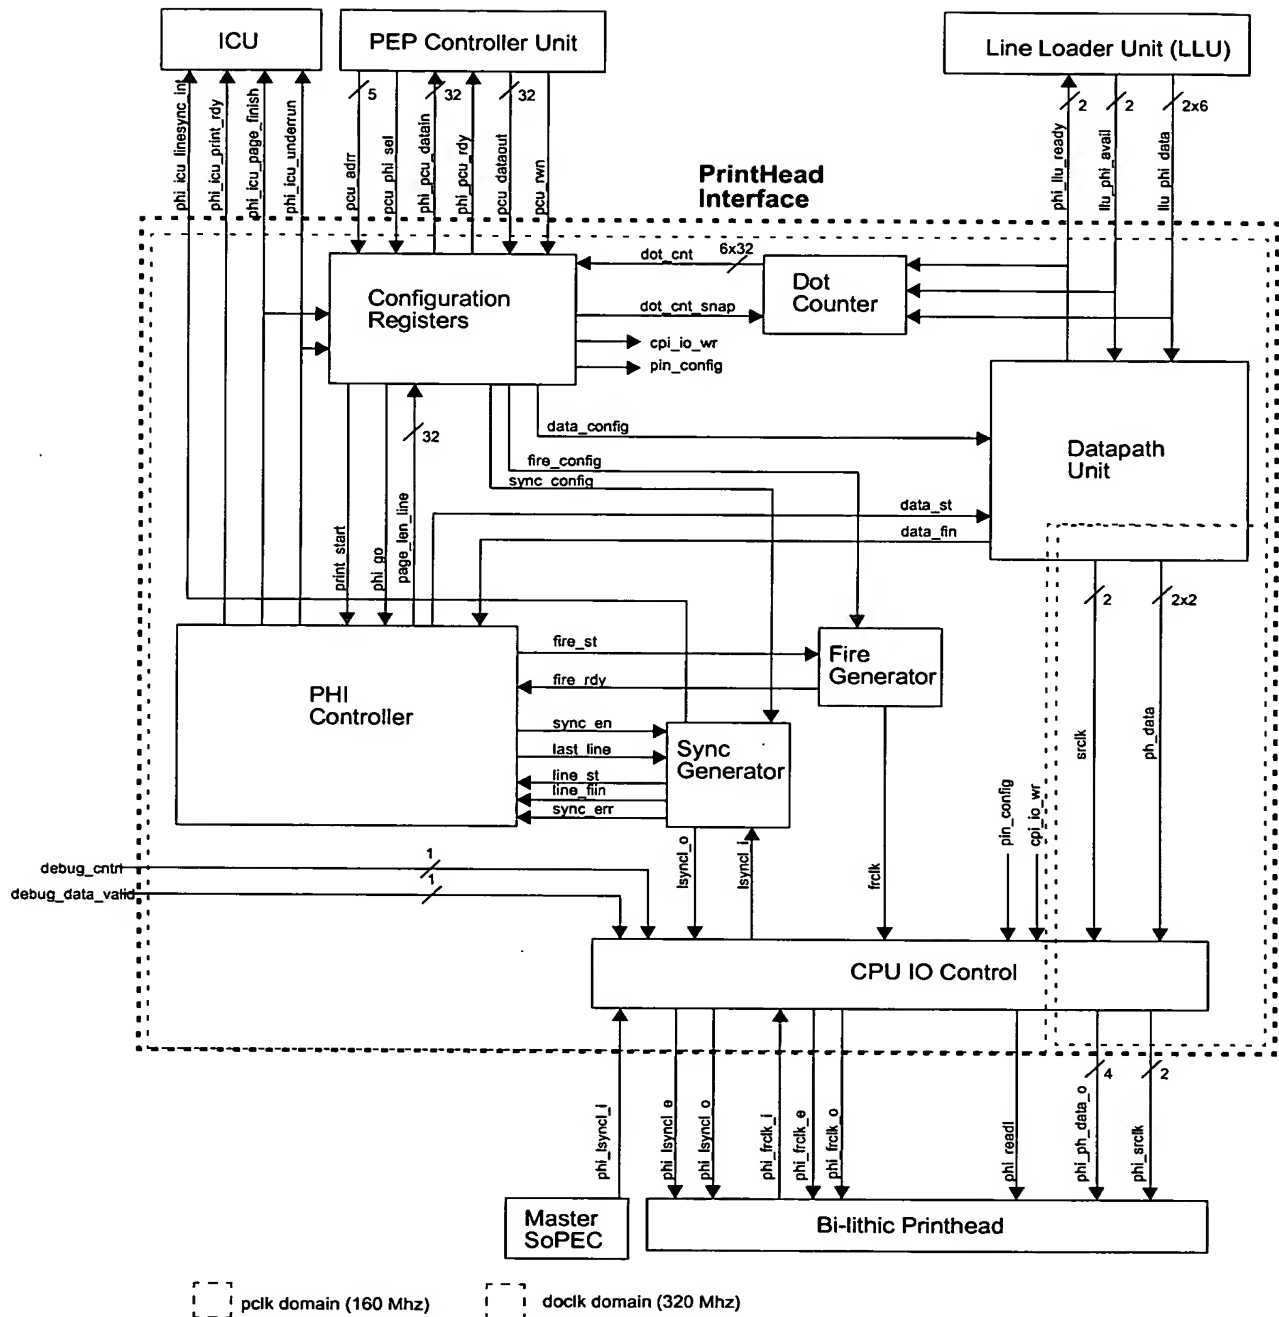 ICU
PEP Controller Unit
Line Loader Unit (LLU)
phi_icu_linesync_int
phi_icu_print_rdy
phi_icu_page_finish
phi_icu_underrun
5
32
32
pcu_adrr
pcu_phi_sel
phi_pcu_datain
phi_pcu_rdy
pcu_dataout
pcu_rwn
2
2
2x6
phi_llu_ready
llu_phi_avail
llu_phi_data
PrintHead
Interface
Configuration
Registers
dot_cnt
6x32
dot_cnt_snap
cpi_io_wr
pin_config
Dot
Counter
32
data_config
fire_config
sync_config
data_st
data_fin
Datapath
Unit
print_start
phi_go
page_len_line
2
2x2
srclk
ph_data
PHI
Controller
fire_st
fire_rdy
Fire
Generator
sync_en
last_line
line_st
line_fiin
sync_err
Sync
Generator
lsyncl_o
lsyncl_i
frclk
pin_config
cpi_io_wr
debug_cntrl
1
debug_data_valid
1
CPU IO Control
phi_lsyncl_i
phi_lsyncl_e
phi_lsyncl_o
phi_frclk_i
phi_frclk_e
phi_frclk_o
phi_readl
phi_ph_data_o
4
phi_srclk
2
Master
SoPEC
Bi-lithic Printhead
pclk domain (160 Mhz)
doclk domain (320 Mhz)